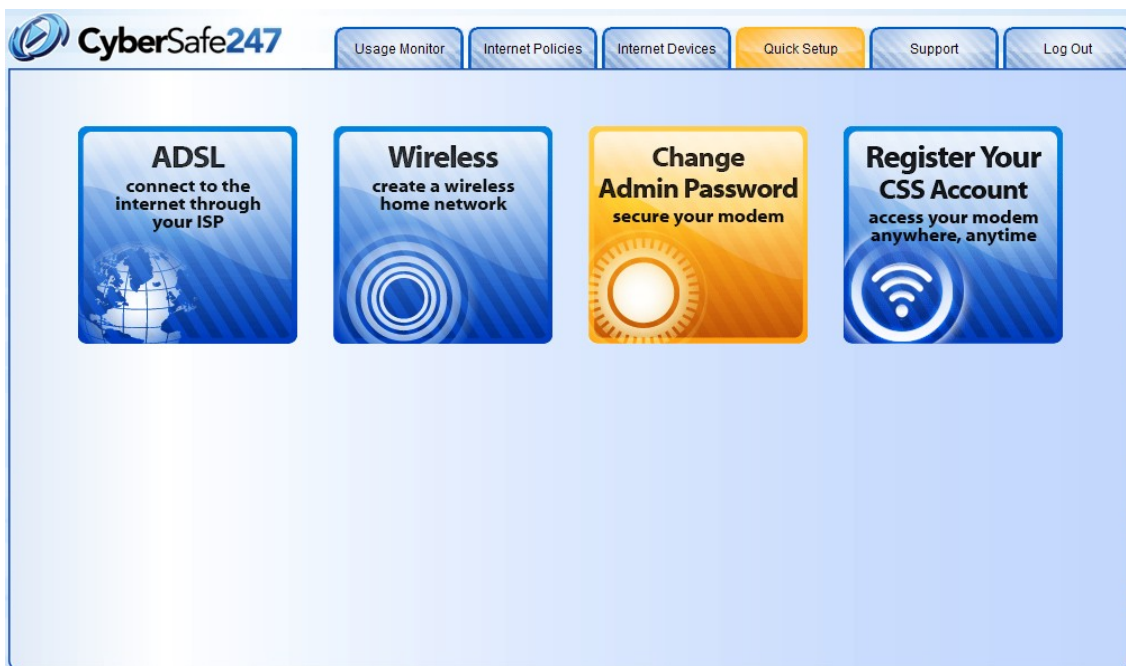 CyberSafe247
Usage Monitor
Internet Policies
Internet Devices
Quick Setup
Support
Log Out
ADSL
connect to the
internet through
your ISP
Wireless
create a wireless
home network
Change
Admin Password
secure your modem
Register Your
CSS Account
access your modem
anywhere, anytime